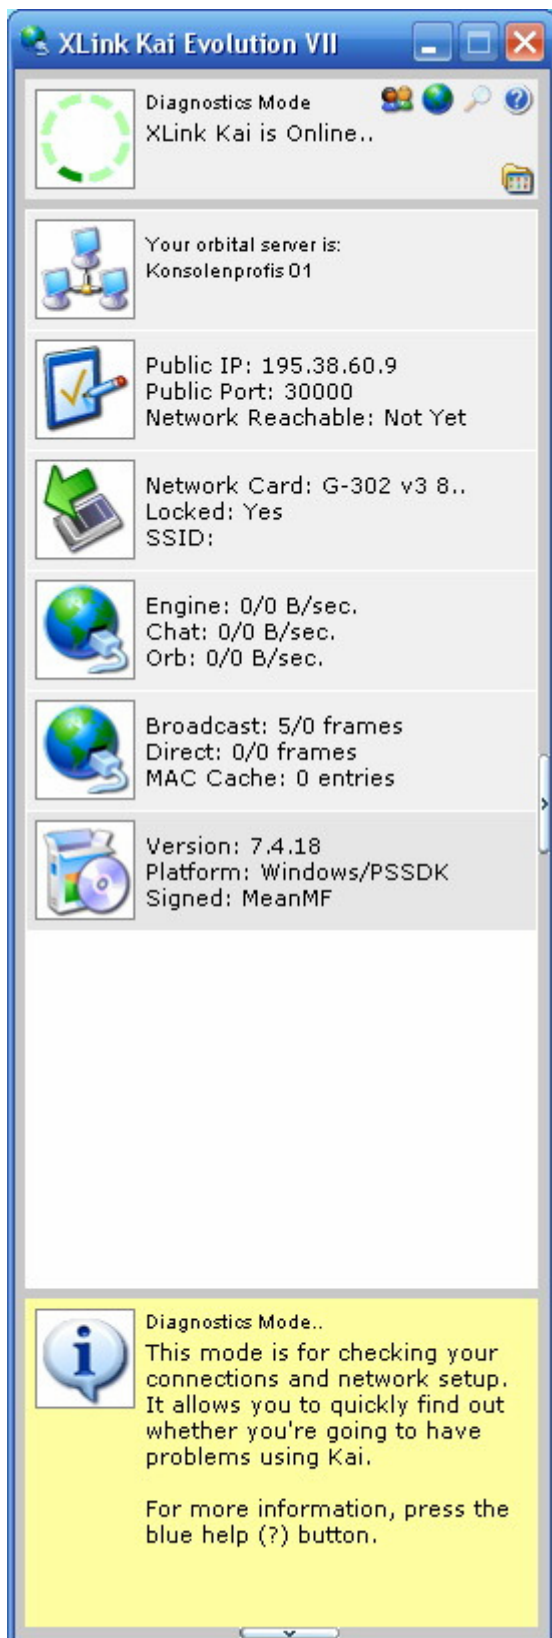 XLink Kai Evolution VII
Diagnostics Mode
XLink Kai is Online..
Your orbital server is:
Konsolenprofis 01
Public IP: 195.38.60.9
Public Port: 30000
Network Reachable: Not Yet
Network Card: G-302 v3 8..
Locked: Yes
SSID:
Engine: 0/0 B/sec.
Chat: 0/0 B/sec.
Orb: 0/0 B/sec.
Broadcast: 5/0 frames
Direct: 0/0 frames
MAC Cache: 0 entries
Version: 7.4.18
Platform: Windows/PSSDK
Signed: MeanMF
Diagnostics Mode..
This mode is for checking your
connections and network setup.
It allows you to quickly find out
whether you're going to have
problems using Kai.
For more information, press the
blue help (?) button.